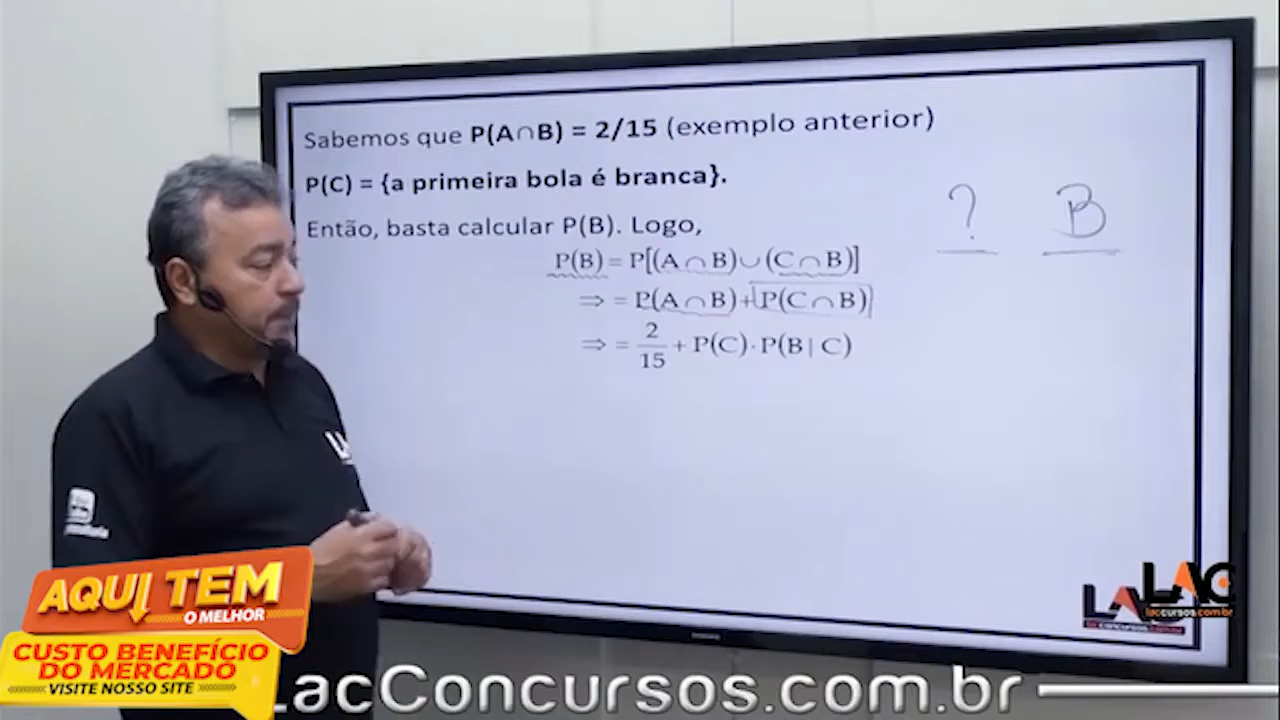 Sabemos que P(A∩B) = 2/15 (exemplo anterior)
P(C) = {a primeira bola é branca}.
Então, basta calcular P(B). Logo,
P(B) = P[(A∩B)∪(C∩B)]
⇒ = P(A∩B)+P(C∩B)
⇒ = 2/15 + P(C)·P(B|C)
? B
LAC
laccursos.com.br
AQUI TEM
O MELHOR
CUSTO BENEFÍCIO
DO MERCADO
VISITE NOSSO SITE
LacConcursos.com.br